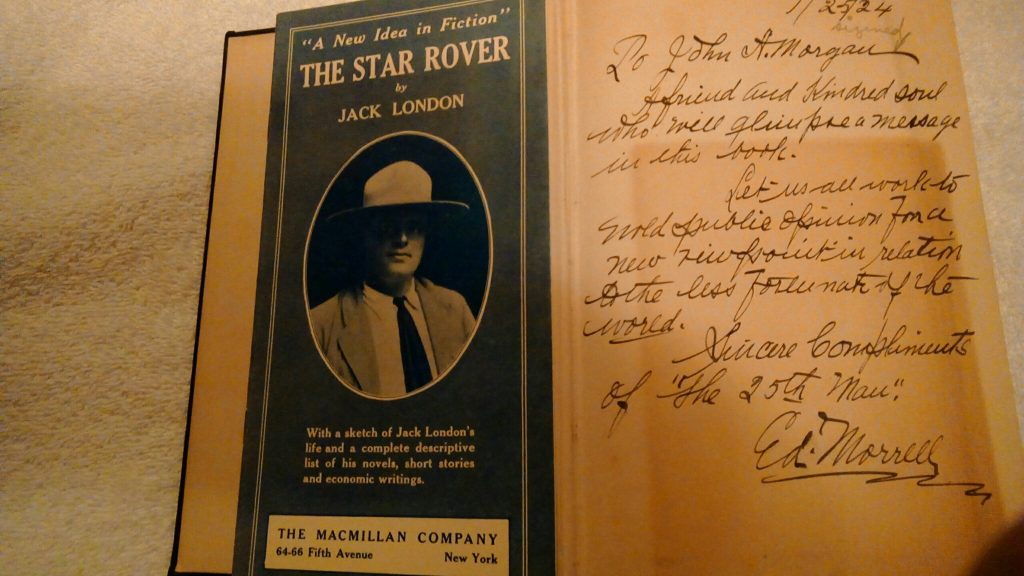 "A New Idea in Fiction"
THE STAR ROVER
by
JACK LONDON
With a sketch of Jack London's
life and a complete descriptive
list of his novels, short stories
and economic writings.
THE MACMILLAN COMPANY
64-66 Fifth Avenue New York
signed
To John A. Morgan
friend and Kindred soul
who will glimpse a message
in this book.
Let us all work to
mold public opinion for a
new viewpoint in relation
to the less fortunate of the
world.
Sincere Compliments
of "The 25th Man".
Ed. Morrell